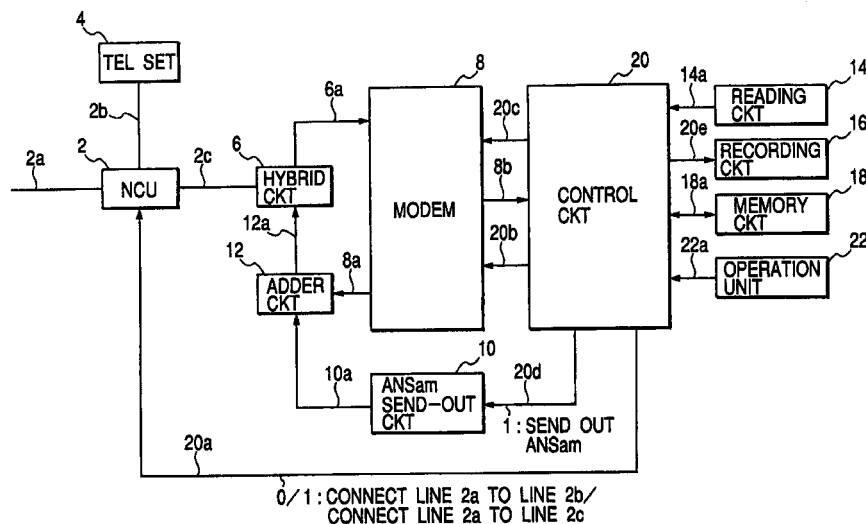 4
TEL SET
2b
2a
2
NCU
2c
6
HYBRID
CKT
6a
8
MODEM
20c
8b
20b
20
CONTROL
CKT
14a
READING
CKT
14
20e
RECORDING
CKT
16
18a
MEMORY
CKT
18
22a
OPERATION
UNIT
22
12a
12
ADDER
CKT
8a
10a
10
ANSam
SEND-OUT
CKT
20d
1 : SEND OUT
ANSam
20a
0/1 : CONNECT LINE 2a TO LINE 2b/
CONNECT LINE 2a TO LINE 2c